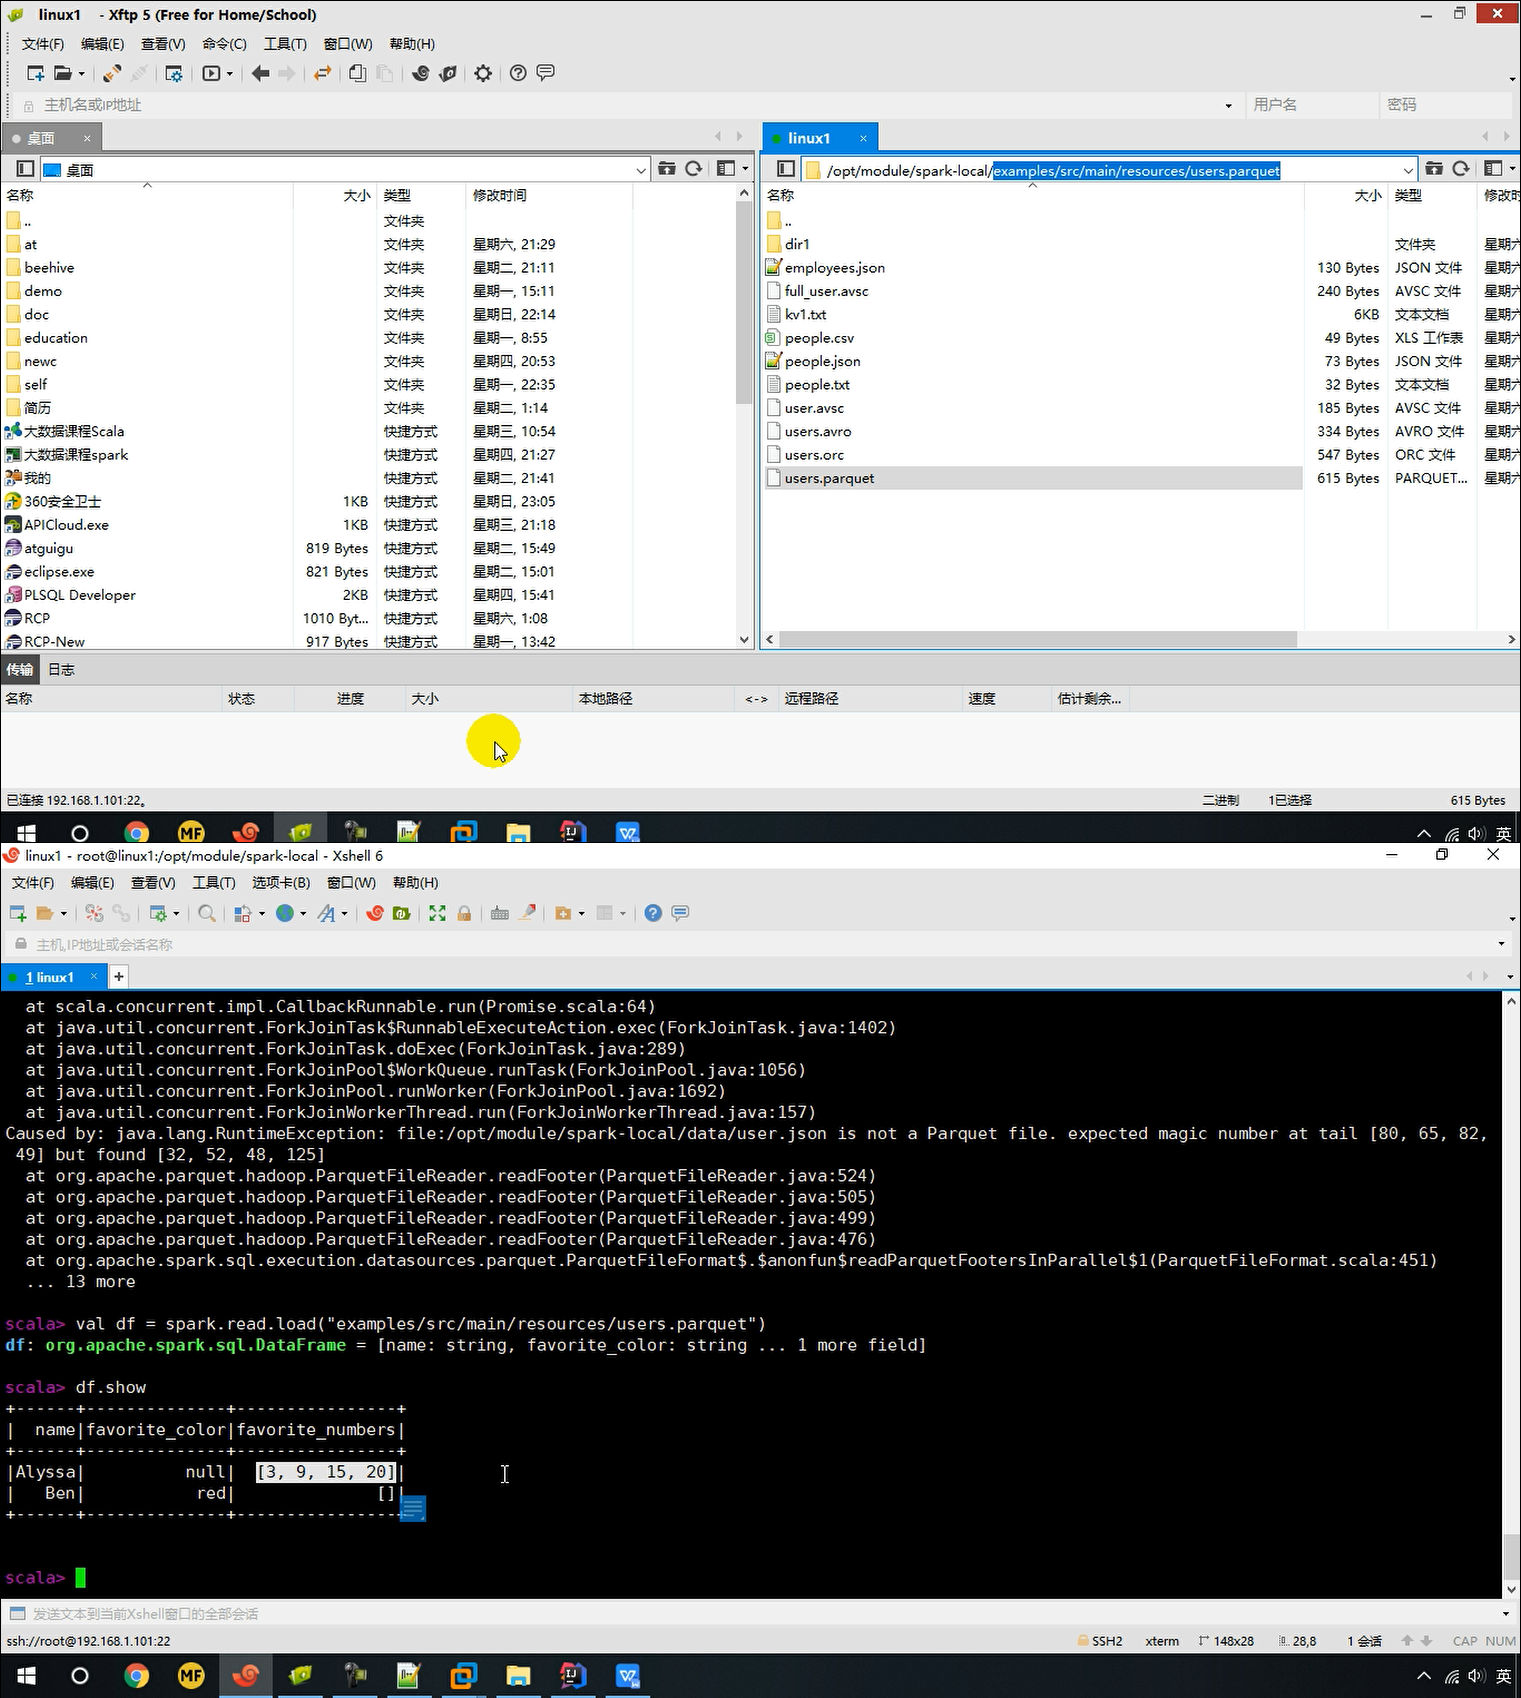 linux1 - Xftp 5 (Free for Home/School)
文件(F) 编辑(E) 查看(V) 命令(C) 工具(T) 窗口(W) 帮助(H)
主机名或IP地址 用户名 密码
桌面 linux1
桌面 /opt/module/spark-local/examples/src/main/resources/users.parquet
名称 大小 类型 修改时间 名称 大小 类型 修改时
.. 文件夹 ..
at 文件夹 星期六, 21:29 dir1 文件夹 星期六
beehive 文件夹 星期二, 21:11 employees.json 130 Bytes JSON 文件 星期六
demo 文件夹 星期一, 15:11 full_user.avsc 240 Bytes AVSC 文件 星期六
doc 文件夹 星期日, 22:14 kv1.txt 6KB 文本文档 星期六
education 文件夹 星期一, 8:55 people.csv 49 Bytes XLS 工作表 星期六
newc 文件夹 星期四, 20:53 people.json 73 Bytes JSON 文件 星期六
self 文件夹 星期一, 22:35 people.txt 32 Bytes 文本文档 星期六
简历 文件夹 星期二, 1:14 user.avsc 185 Bytes AVSC 文件 星期六
大数据课程Scala 快捷方式 星期三, 10:54 users.avro 334 Bytes AVRO 文件 星期六
大数据课程spark 快捷方式 星期四, 21:27 users.orc 547 Bytes ORC 文件 星期六
我的 快捷方式 星期二, 21:41 users.parquet 615 Bytes PARQUET... 星期六
360安全卫士 1KB 快捷方式 星期日, 23:05
APICloud.exe 1KB 快捷方式 星期三, 21:18
atguigu 819 Bytes 快捷方式 星期二, 15:49
eclipse.exe 821 Bytes 快捷方式 星期二, 15:01
PLSQL Developer 2KB 快捷方式 星期四, 15:41
RCP 1010 Byt... 快捷方式 星期六, 1:08
RCP-New 917 Bytes 快捷方式 星期一, 13:42
传输 日志
名称 状态 进度 大小 本地路径 <-> 远程路径 速度 估计剩余...
已连接 192.168.1.101:22。 二进制 1已选择 615 Bytes
MF 英
linux1 - root@linux1:/opt/module/spark-local - Xshell 6
文件(F) 编辑(E) 查看(V) 工具(T) 选项卡(B) 窗口(W) 帮助(H)
主机,IP地址或会话名称
1 linux1 +
at scala.concurrent.impl.CallbackRunnable.run(Promise.scala:64)
at java.util.concurrent.ForkJoinTask$RunnableExecuteAction.exec(ForkJoinTask.java:1402)
at java.util.concurrent.ForkJoinTask.doExec(ForkJoinTask.java:289)
at java.util.concurrent.ForkJoinPool$WorkQueue.runTask(ForkJoinPool.java:1056)
at java.util.concurrent.ForkJoinPool.runWorker(ForkJoinPool.java:1692)
at java.util.concurrent.ForkJoinWorkerThread.run(ForkJoinWorkerThread.java:157)
Caused by: java.lang.RuntimeException: file:/opt/module/spark-local/data/user.json is not a Parquet file. expected magic number at tail [80, 65, 82,
49] but found [32, 52, 48, 125]
at org.apache.parquet.hadoop.ParquetFileReader.readFooter(ParquetFileReader.java:524)
at org.apache.parquet.hadoop.ParquetFileReader.readFooter(ParquetFileReader.java:505)
at org.apache.parquet.hadoop.ParquetFileReader.readFooter(ParquetFileReader.java:499)
at org.apache.parquet.hadoop.ParquetFileReader.readFooter(ParquetFileReader.java:476)
at org.apache.spark.sql.execution.datasources.parquet.ParquetFileFormat$.$anonfun$readParquetFootersInParallel$1(ParquetFileFormat.scala:451)
... 13 more
scala> val df = spark.read.load("examples/src/main/resources/users.parquet")
df: org.apache.spark.sql.DataFrame = [name: string, favorite_color: string ... 1 more field]
scala> df.show
+------+--------------+----------------+
|  name|favorite_color|favorite_numbers|
+------+--------------+----------------+
|Alyssa|          null|  [3, 9, 15, 20]|
|   Ben|           red|              []|
+------+--------------+----------------+
scala>
发送文本到当前Xshell窗口的全部会话
ssh://root@192.168.1.101:22 SSH2 xterm 148x28 28,8 1 会话 CAP NUM
MF 英